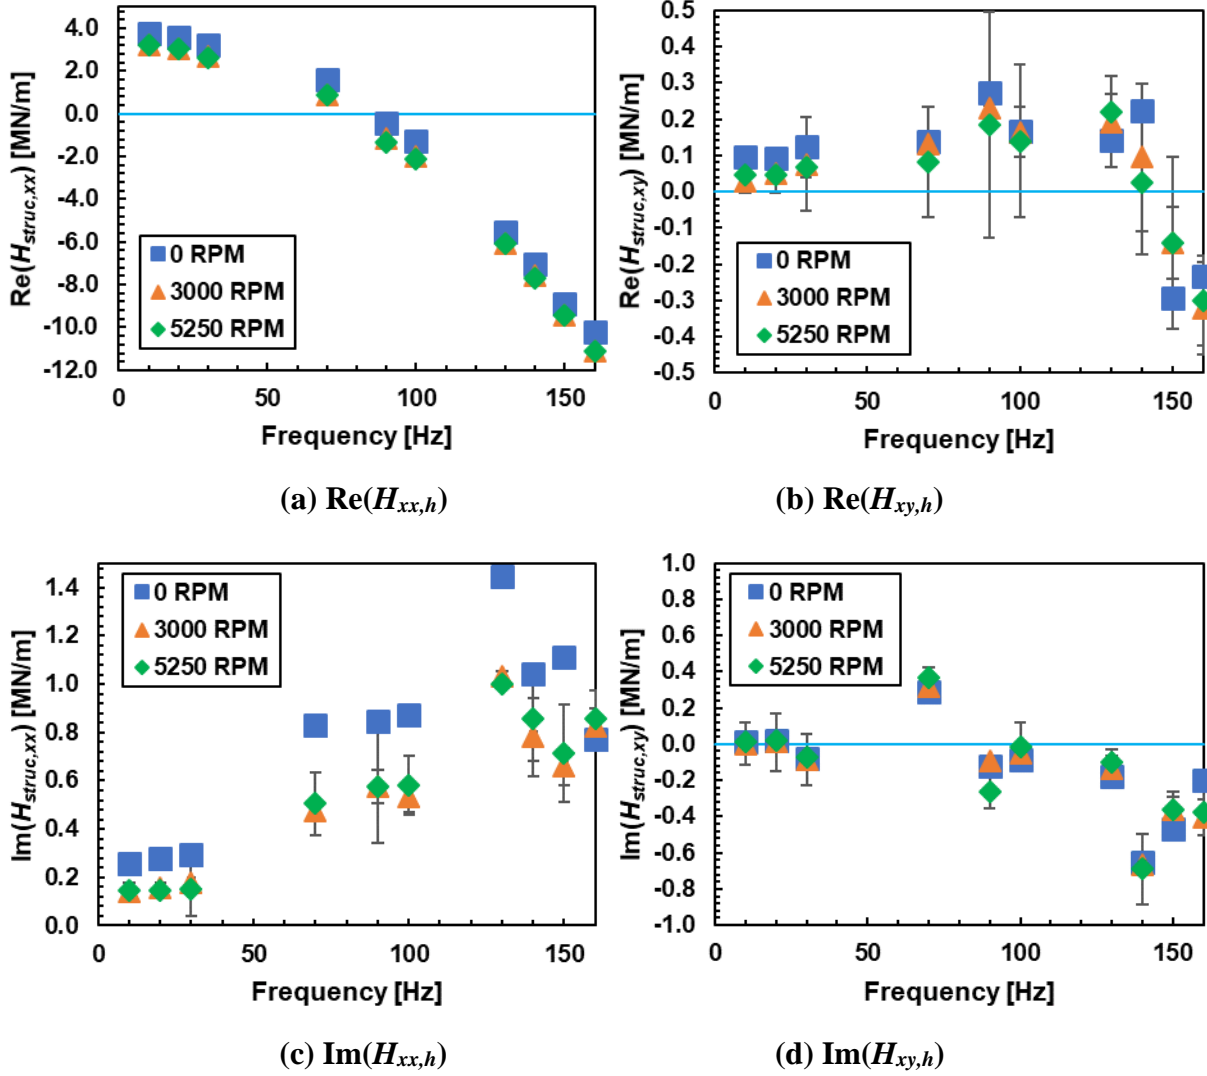 4.0
2.0
0.0
-2.0
-4.0
-6.0
-8.0
-10.0
-12.0
Re(Hstruc,xx) [MN/m]
0 RPM
3000 RPM
5250 RPM
0 50 100 150
Frequency [Hz]
(a) Re(Hxx,h)
0.5
0.4
0.3
0.2
0.1
0.0
-0.1
-0.2
-0.3
-0.4
-0.5
Re(Hstruc,xy) [MN/m]
0 RPM
3000 RPM
5250 RPM
0 50 100 150
Frequency [Hz]
(b) Re(Hxy,h)
1.4
1.2
1.0
0.8
0.6
0.4
0.2
0.0
Im(Hstruc,xx) [MN/m]
0 RPM
3000 RPM
5250 RPM
0 50 100 150
Frequency [Hz]
(c) Im(Hxx,h)
1.0
0.8
0.6
0.4
0.2
0.0
-0.2
-0.4
-0.6
-0.8
-1.0
Im(Hstruc,xy) [MN/m]
0 RPM
3000 RPM
5250 RPM
0 50 100 150
Frequency [Hz]
(d) Im(Hxy,h)